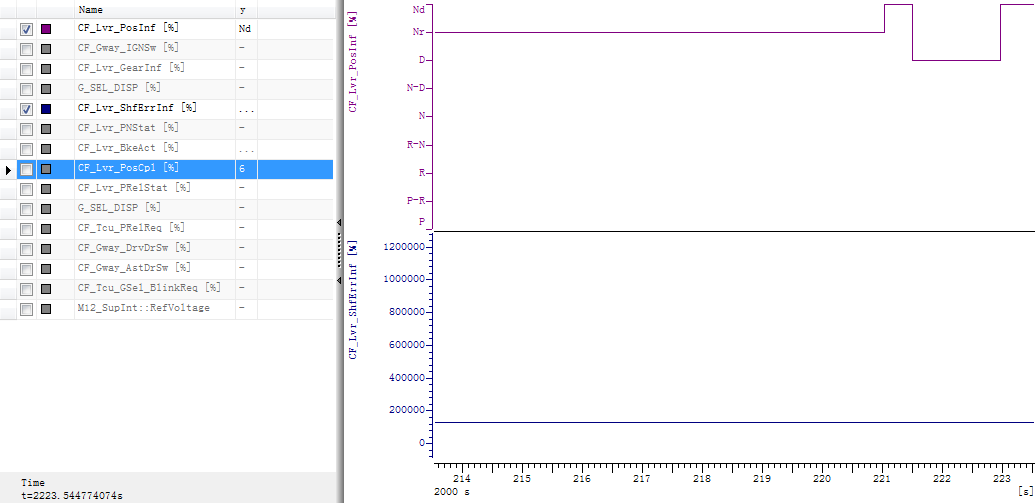 Name y
CF_Lvr_PosInf [%] Nd
CF_Gway_IGNSw [%] -
CF_Lvr_GearInf [%] -
G_SEL_DISP [%] -
CF_Lvr_ShfErrInf [%] ...
CF_Lvr_PNStat [%] -
CF_Lvr_BkeAct [%] ...
CF_Lvr_PosCpl [%] 6
CF_Lvr_PRelStat [%] -
G_SEL_DISP [%] -
CF_Tcu_PRelReq [%] -
CF_Gway_DrvDrSw [%] -
CF_Gway_AstDrSw [%] -
CF_Tcu_GSel_BlinkReq [%] -
M12_SupInt::RefVoltage -
Time
t=2223.544774074s
CF_Lvr_PosInf [%]
Nd
Nr
D
N-D
N
R-N
R
P-R
P
CF_Lvr_ShfErrInf [%]
1200000
1000000
800000
600000
400000
200000
0
214 215 216 217 218 219 220 221 222 223
2000 s [s]